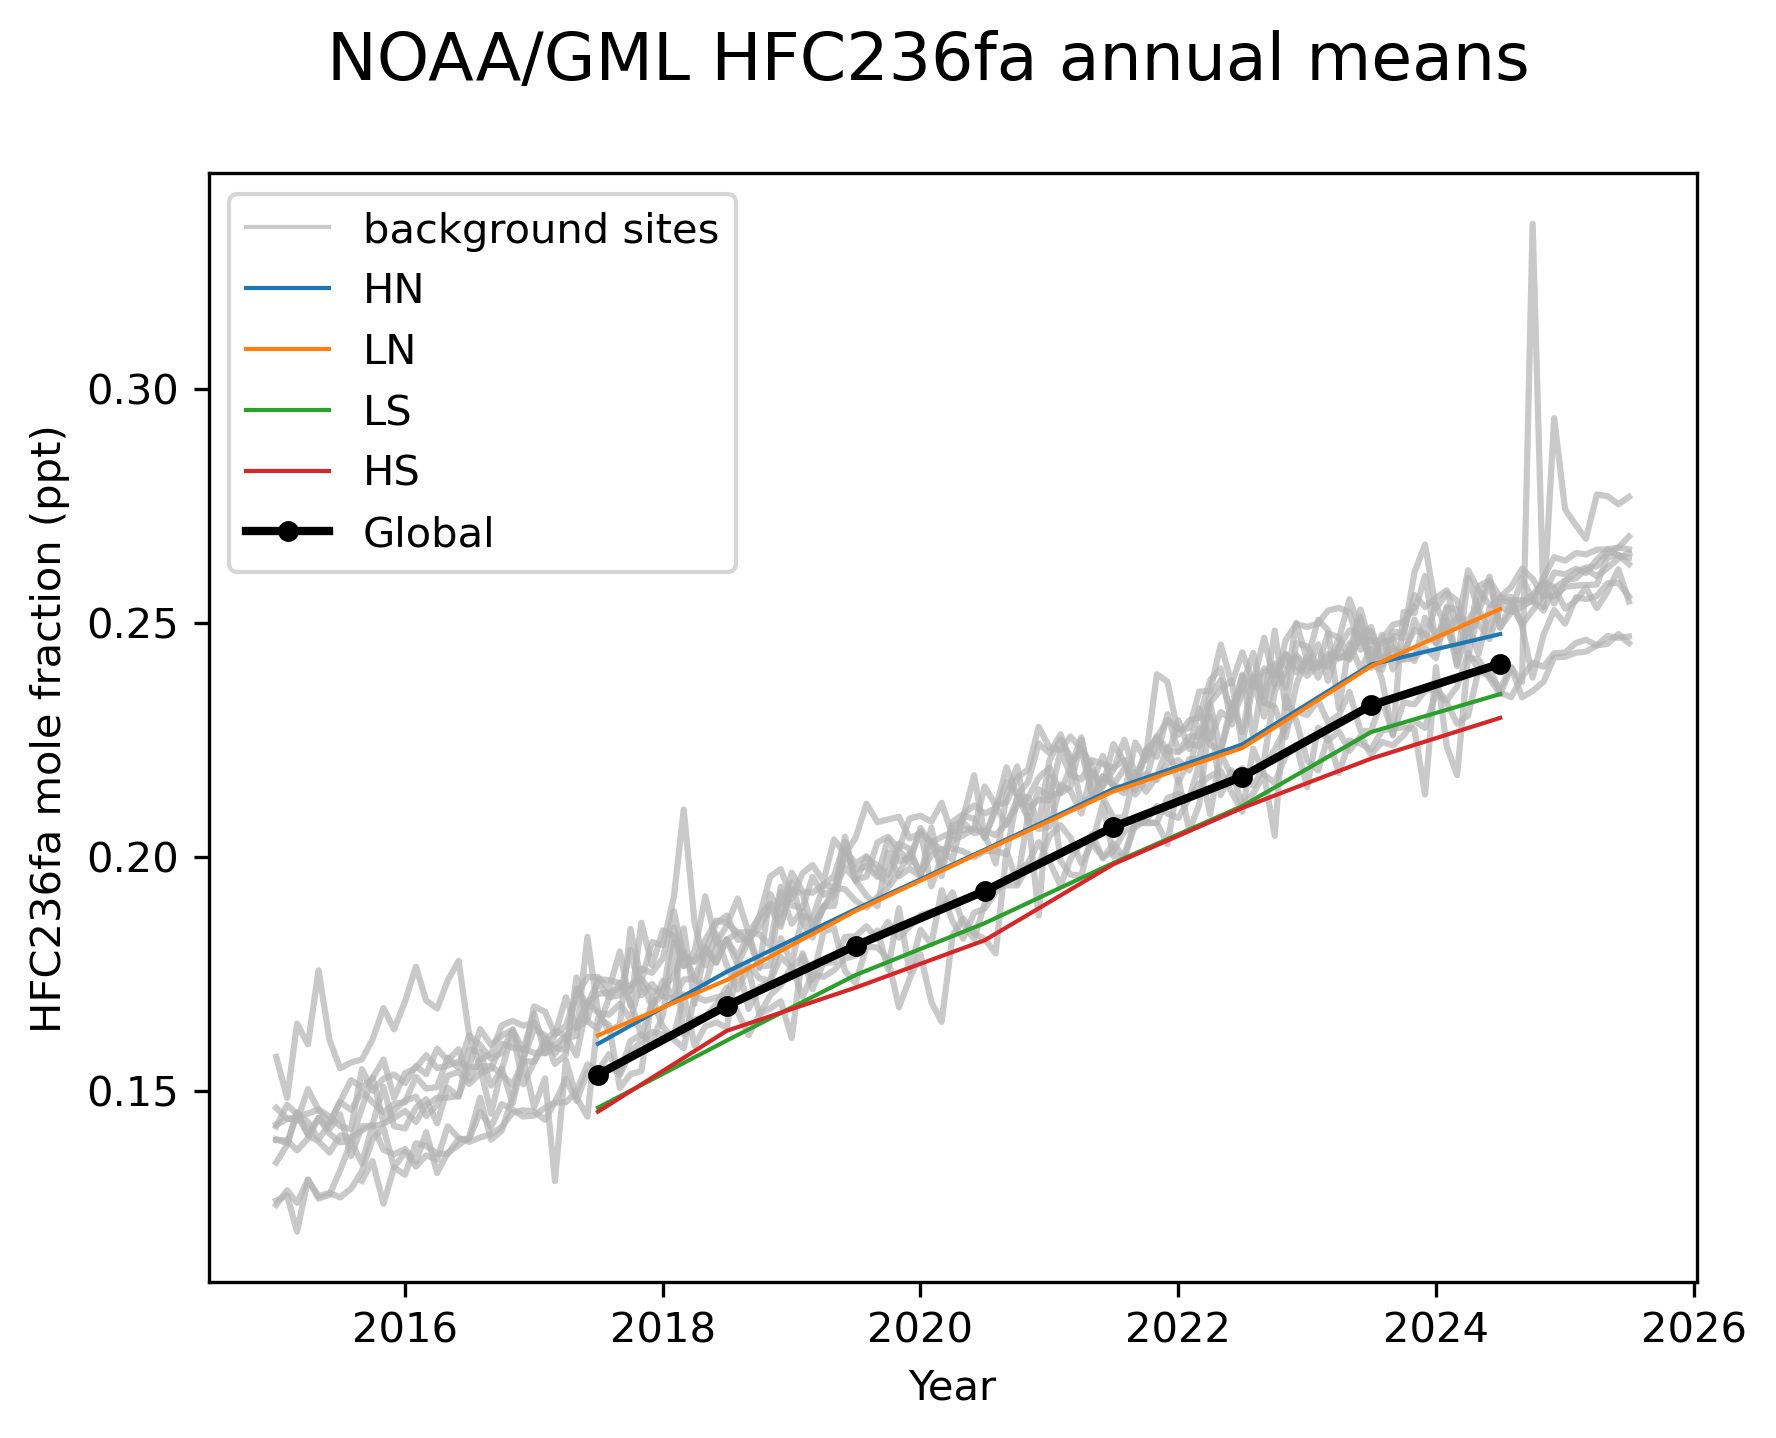 NOAA/GML HFC236fa annual means
background sites
HN
LN
LS
HS
Global
HFC236fa mole fraction (ppt)
0.30
0.25
0.20
0.15
2016 2018 2020 2022 2024 2026
Year